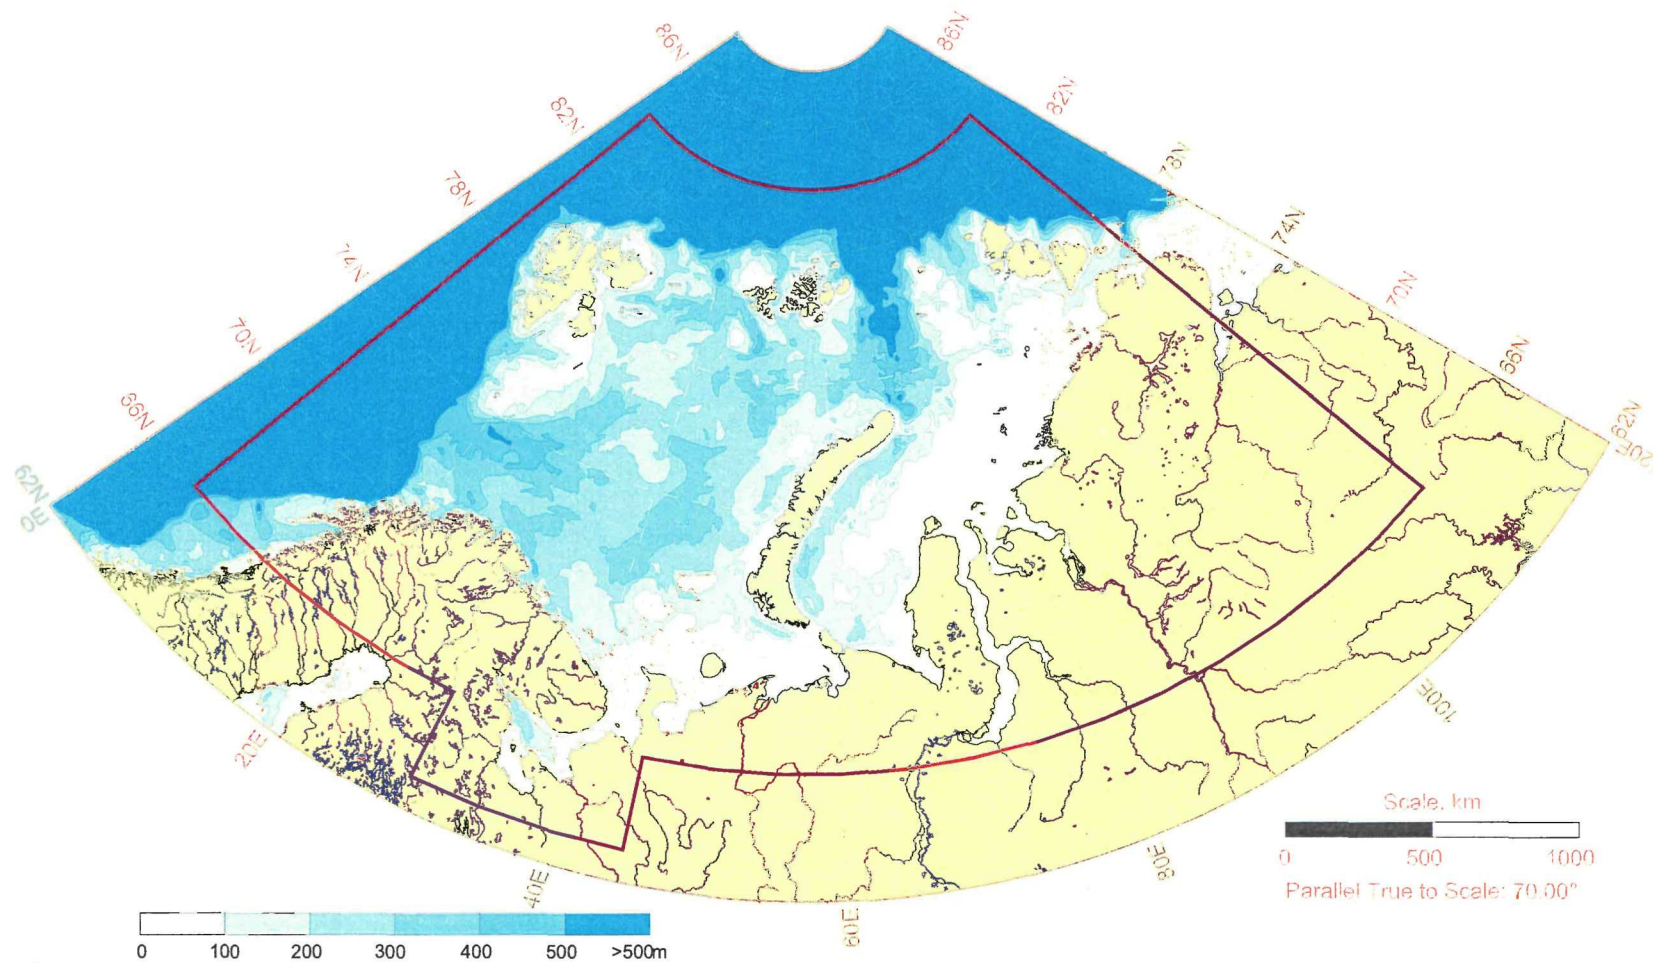 86N
86N
82N
82N
78N
78N
74N
74N
70N
70N
66N
66N
62N
62N
0E
20E
20E
40E
60E
80E
100E
Scale, km
0 500 1000
Parallel True to Scale: 70.00°
0 100 200 300 400 500 >500m